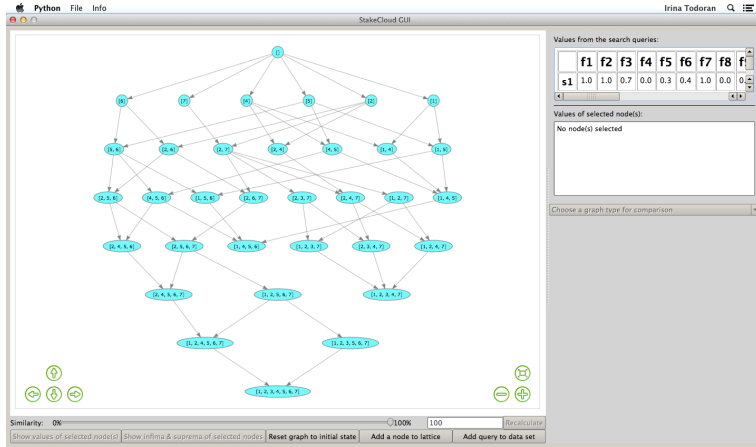 Python File Info Irina Todoran
StakeCloud GUI
[]
[6] [7] [4] [5] [2] [1]
[5, 6] [2, 6] [2, 7] [2, 4] [4, 5] [1, 4] [1, 5]
[2, 5, 6] [4, 5, 6] [1, 5, 6] [2, 6, 7] [2, 3, 7] [2, 4, 7] [1, 2, 7] [1, 4, 5]
[2, 4, 5, 6] [2, 5, 6, 7] [1, 4, 5, 6] [1, 2, 3, 7] [2, 3, 4, 7] [1, 2, 4, 7]
[2, 4, 5, 6, 7] [1, 2, 5, 6, 7] [1, 2, 3, 4, 7]
[1, 2, 4, 5, 6, 7] [1, 2, 3, 5, 6, 7]
[1, 2, 3, 4, 5, 6, 7]
Values from the search queries:
f1 f2 f3 f4 f5 f6 f7 f8
s1 1.0 1.0 0.7 0.0 0.3 0.4 1.0 0.0
Values of selected node(s):
No node(s) selected
Choose a graph type for comparison
Similarity: 0% 100% 100 Recalculate
Show values of selected node(s) Show infima & suprema of selected nodes Reset graph to initial state Add a node to lattice Add query to data set